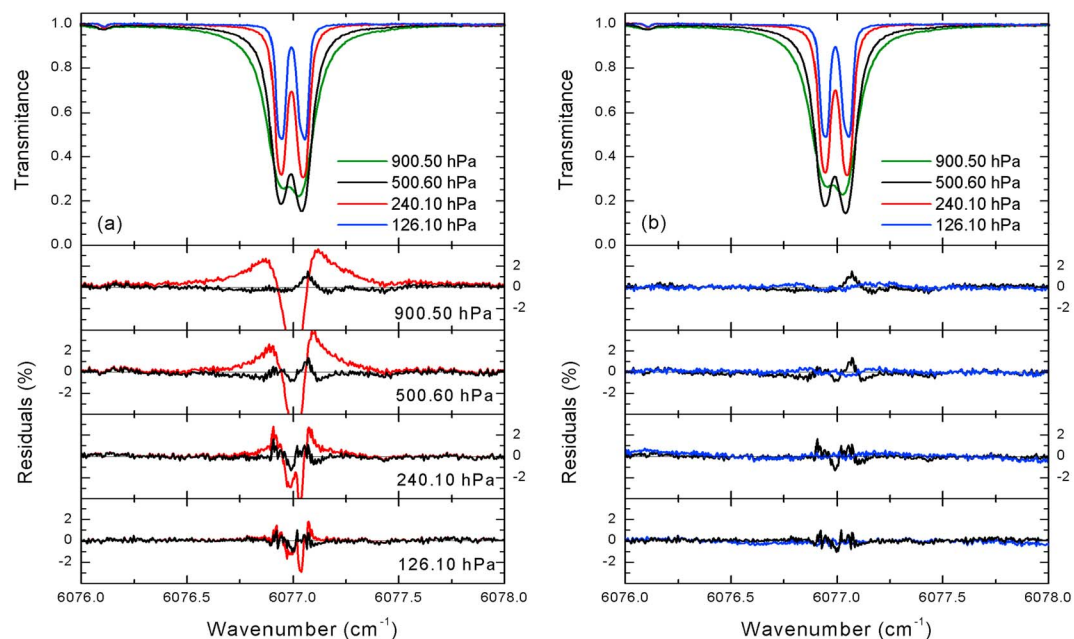 1.0
0.8
0.6
0.4
0.2
0.0
Transmitance
900.50 hPa
500.60 hPa
240.10 hPa
126.10 hPa
(a)
2
0
-2
900.50 hPa
2
0
-2
500.60 hPa
2
0
-2
240.10 hPa
2
0
-2
126.10 hPa
Residuals (%)
6076.0
6076.5
6077.0
6077.5
6078.0
Wavenumber (cm⁻¹)
1.0
0.8
0.6
0.4
0.2
0.0
Transmitance
900.50 hPa
500.60 hPa
240.10 hPa
126.10 hPa
(b)
2
0
-2
2
0
-2
2
0
-2
2
0
-2
Residuals (%)
6076.0
6076.5
6077.0
6077.5
6078.0
Wavenumber (cm⁻¹)